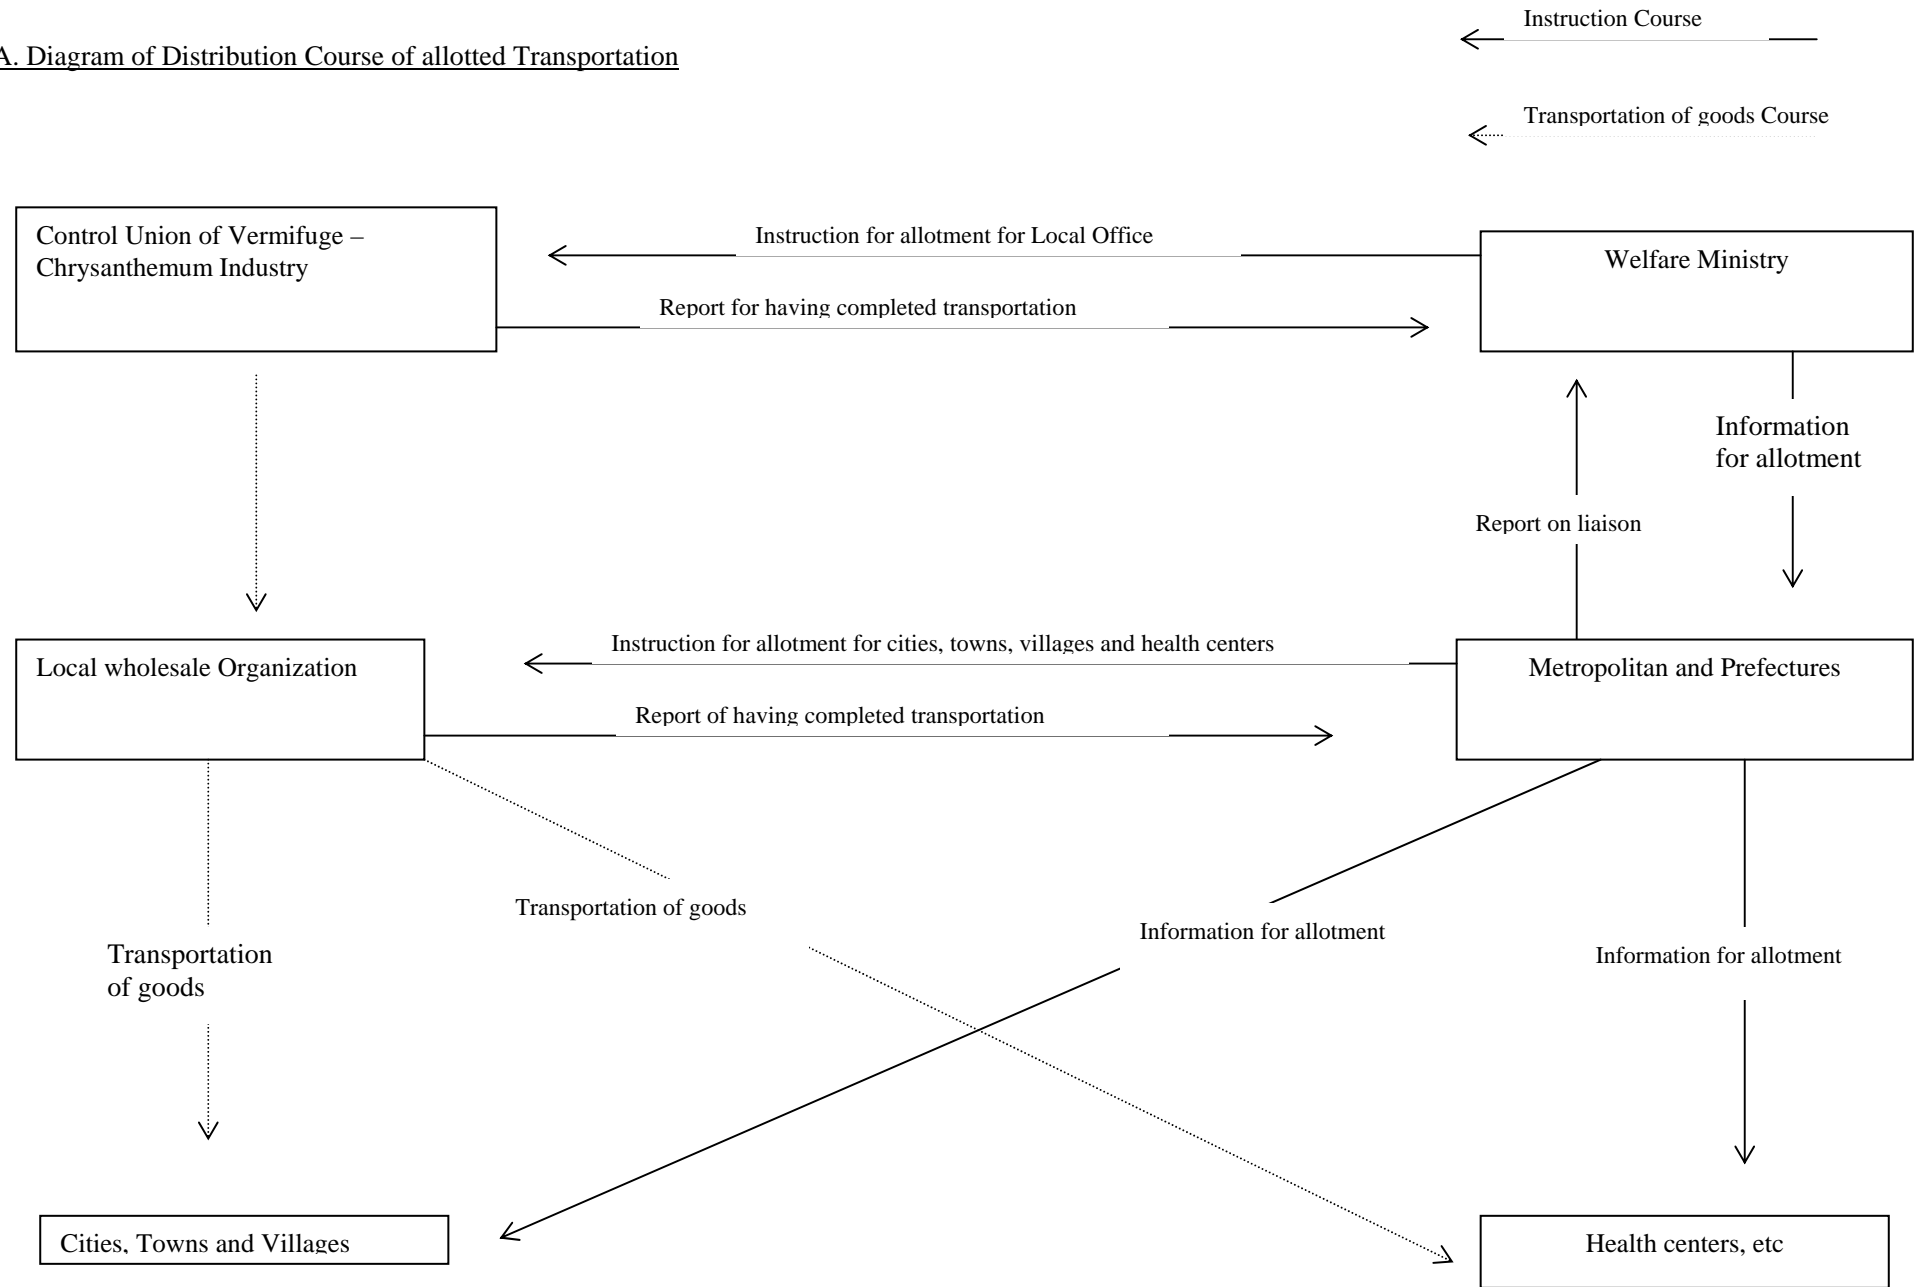 Instruction Course
A. Diagram of Distribution Course of allotted Transportation
Transportation of goods Course
Control Union of Vermifuge –
Chrysanthemum Industry
Instruction for allotment for Local Office
Welfare Ministry
Report for having completed transportation
Information
for allotment
Report on liaison
Local wholesale Organization
Instruction for allotment for cities, towns, villages and health centers
Metropolitan and Prefectures
Report of having completed transportation
Transportation of goods
Information for allotment
Transportation
of goods
Information for allotment
Cities, Towns and Villages
Health centers, etc